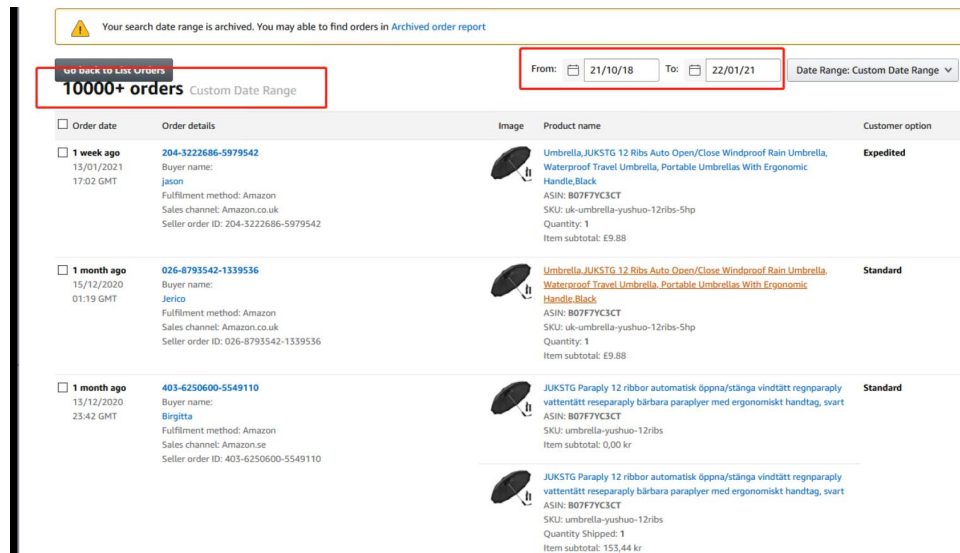 Your search date range is archived. You may able to find orders in Archived order report
Go back to List Orders
From: 21/10/18 To: 22/01/21 Date Range: Custom Date Range
10000+ orders Custom Date Range
Order date Order details Image Product name Customer option
1 week ago
13/01/2021
17:02 GMT
204-3222686-5979542
Buyer name:
jason
Fulfilment method: Amazon
Sales channel: Amazon.co.uk
Seller order ID: 204-3222686-5979542
Umbrella,JUKSTG 12 Ribs Auto Open/Close Windproof Rain Umbrella,
Waterproof Travel Umbrella, Portable Umbrellas With Ergonomic
Handle,Black
ASIN: B07F7YC3CT
SKU: uk-umbrella-yushuo-12ribs-5hp
Quantity: 1
Item subtotal: £9.88
Expedited
1 month ago
15/12/2020
01:19 GMT
026-8793542-1339536
Buyer name:
Jerico
Fulfilment method: Amazon
Sales channel: Amazon.co.uk
Seller order ID: 026-8793542-1339536
Umbrella,JUKSTG 12 Ribs Auto Open/Close Windproof Rain Umbrella,
Waterproof Travel Umbrella, Portable Umbrellas With Ergonomic
Handle,Black
ASIN: B07F7YC3CT
SKU: uk-umbrella-yushuo-12ribs-5hp
Quantity: 1
Item subtotal: £9.88
Standard
1 month ago
13/12/2020
23:42 GMT
403-6250600-5549110
Buyer name:
Birgitta
Fulfilment method: Amazon
Sales channel: Amazon.se
Seller order ID: 403-6250600-5549110
JUKSTG Paraply 12 ribbor automatisk öppna/stänga vindtätt regnparaply
vattentätt reseparaply bärbara paraplyer med ergonomiskt handtag, svart
ASIN: B07F7YC3CT
SKU: umbrella-yushuo-12ribs
Item subtotal: 0,00 kr
Standard
JUKSTG Paraply 12 ribbor automatisk öppna/stänga vindtätt regnparaply
vattentätt reseparaply bärbara paraplyer med ergonomiskt handtag, svart
ASIN: B07F7YC3CT
SKU: umbrella-yushuo-12ribs
Quantity Shipped: 1
Item subtotal: 153,44 kr